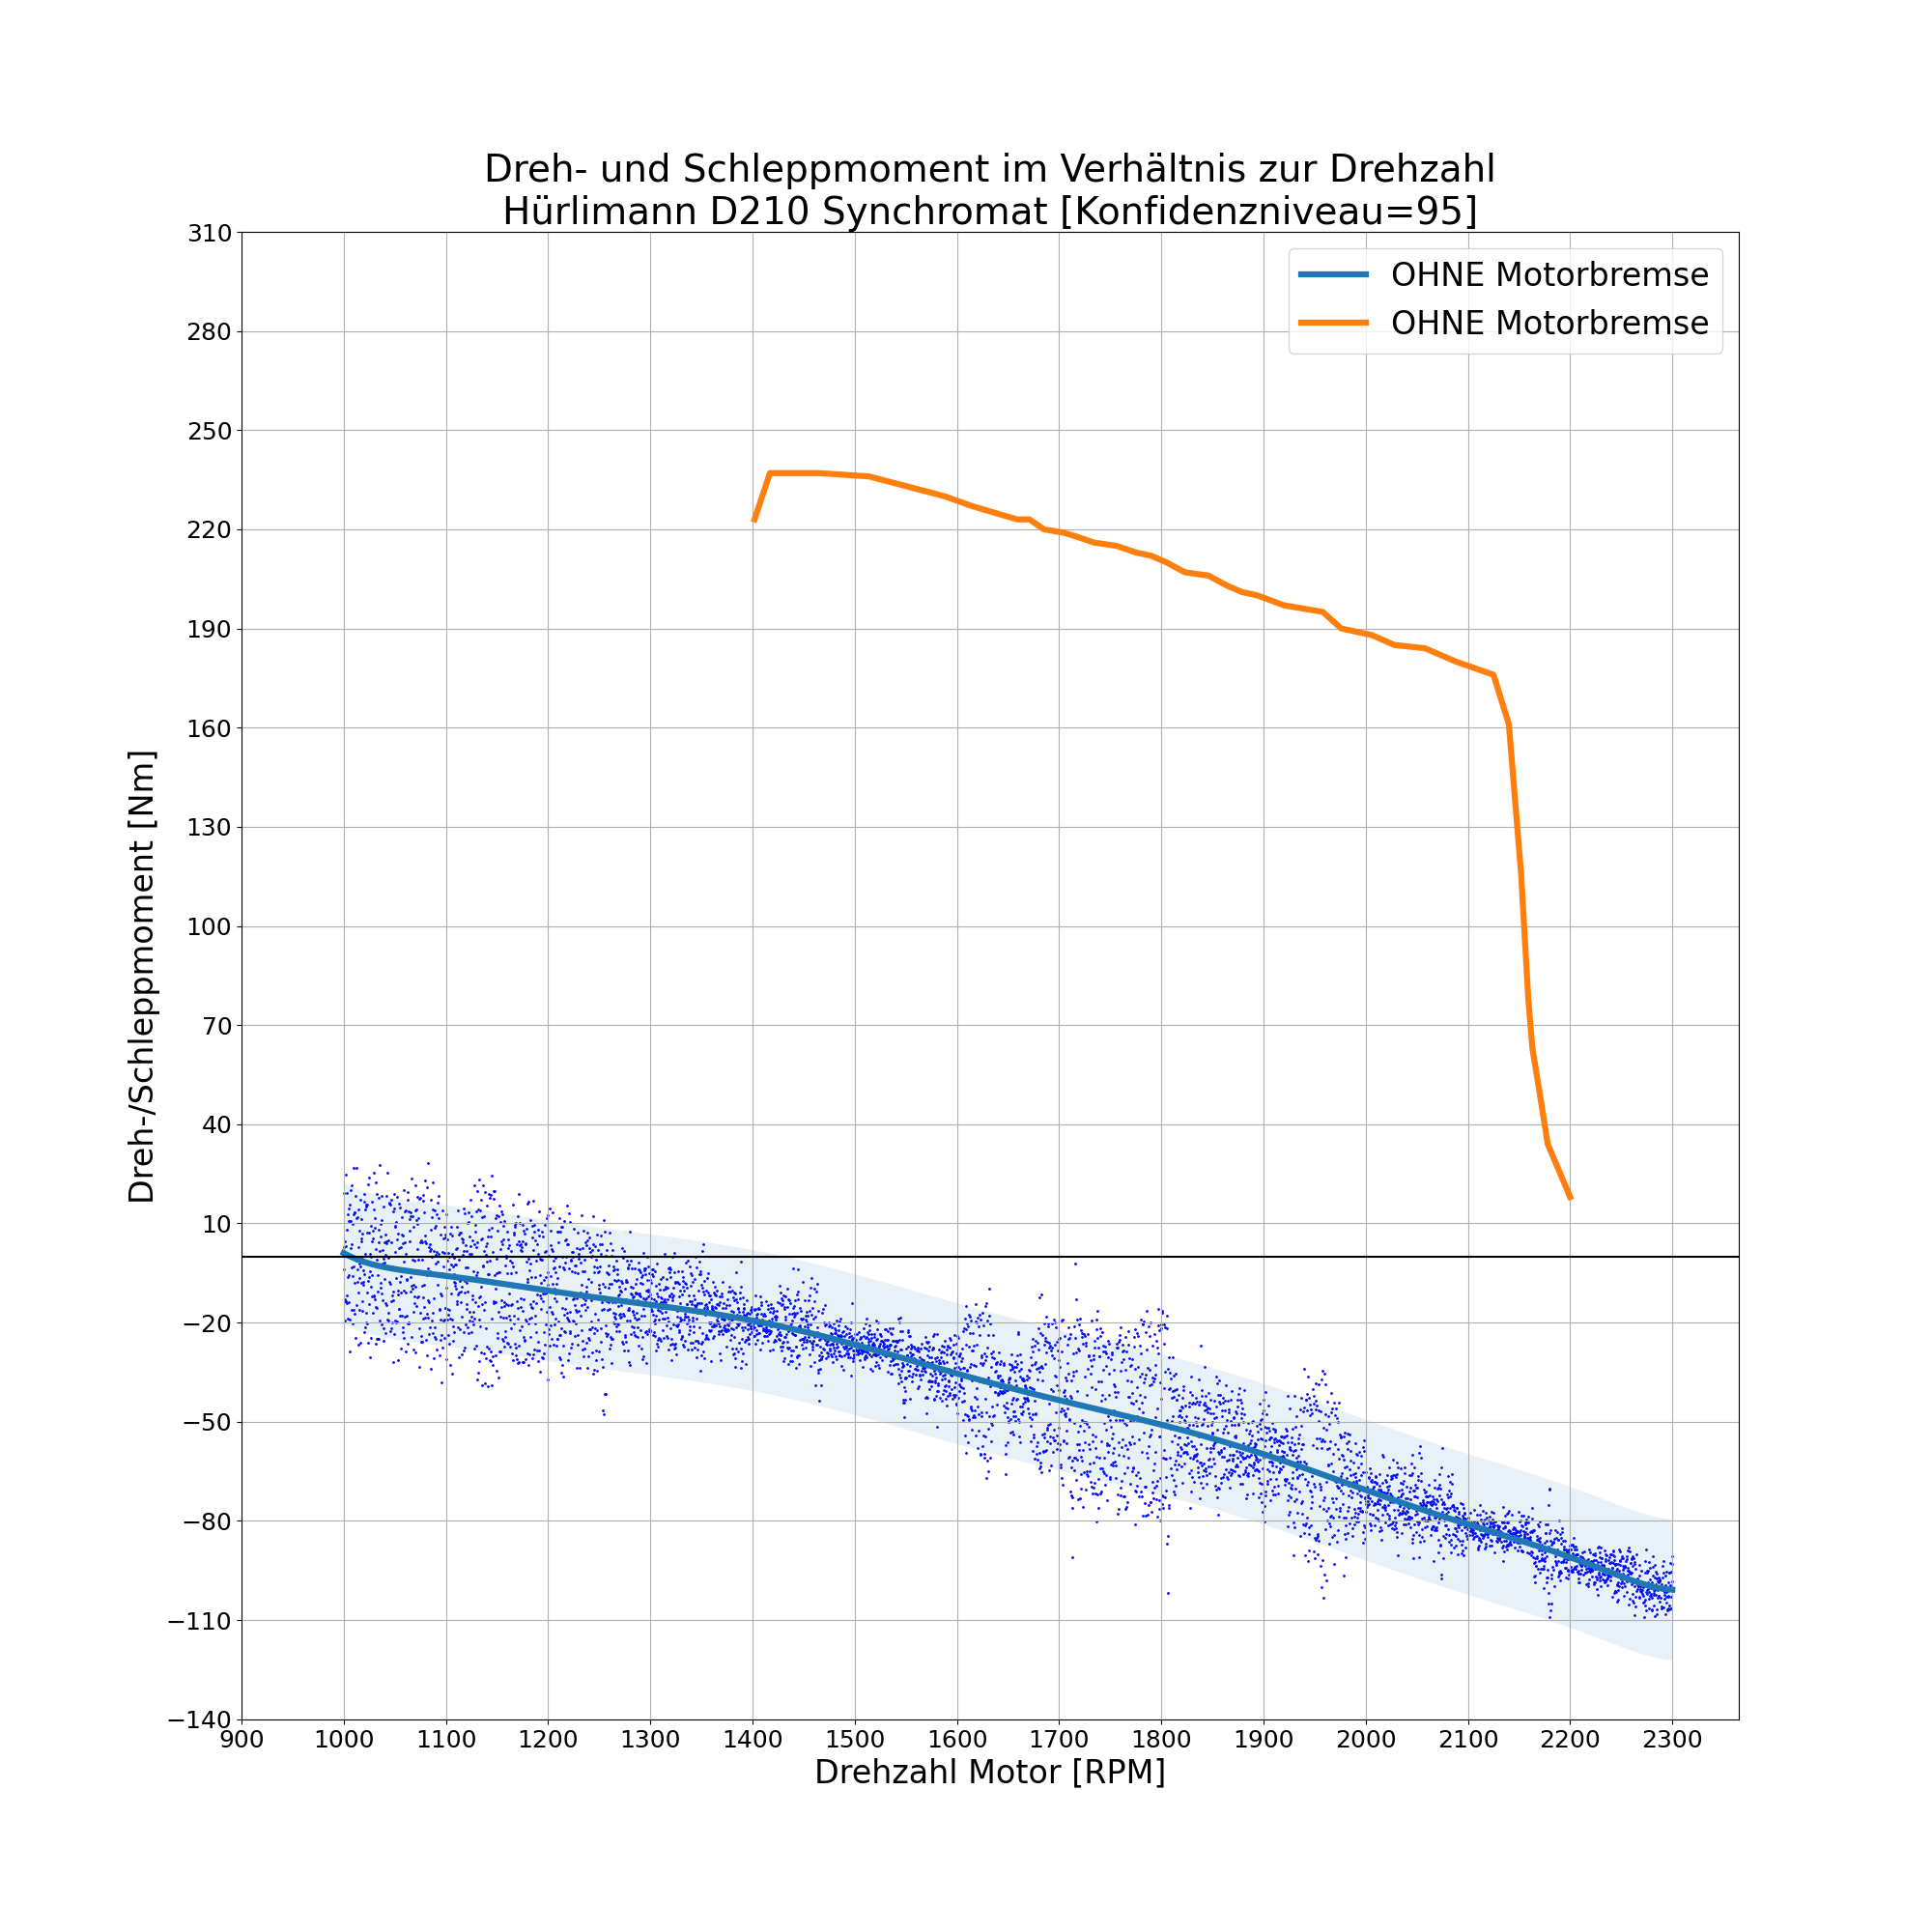 Dreh- und Schleppmoment im Verhältnis zur Drehzahl
Hürlimann D210 Synchromat [Konfidenzniveau=95]
OHNE Motorbremse
OHNE Motorbremse
Dreh-/Schleppmoment [Nm]
310
280
250
220
190
160
130
100
70
40
10
−20
−50
−80
−110
−140
900 1000 1100 1200 1300 1400 1500 1600 1700 1800 1900 2000 2100 2200 2300
Drehzahl Motor [RPM]